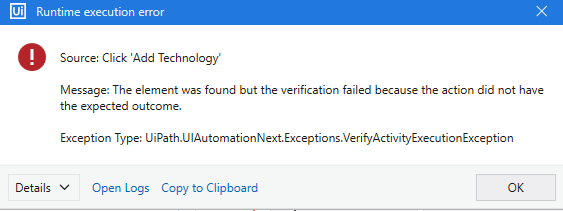 Ui Runtime execution error
Source: Click 'Add Technology'
Message: The element was found but the verification failed because the action did not have
the expected outcome.
Exception Type: UiPath.UIAutomationNext.Exceptions.VerifyActivityExecutionException
Details Open Logs Copy to Clipboard OK